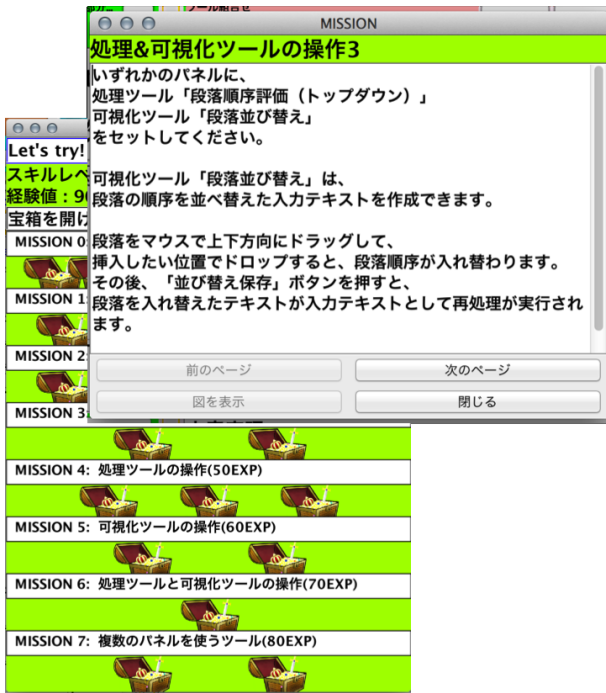 ツール組合せ
MISSION
処理&可視化ツールの操作3
いずれかのパネルに、
処理ツール「段落順序評価（トップダウン）」
可視化ツール「段落並び替え」
をセットしてください。
可視化ツール「段落並び替え」は、
段落の順序を並べ替えた入力テキストを作成できます。
段落をマウスで上下方向にドラッグして、
挿入したい位置でドロップすると、段落順序が入れ替わります。
その後、「並び替え保存」ボタンを押すと、
段落を入れ替えたテキストが入力テキストとして再処理が実行され
ます。
前のページ
次のページ
図を表示
閉じる
Let's try!
スキルレベ
経験値：90
宝箱を開け
MISSION 0:
MISSION 1:
MISSION 2:
MISSION 3:
MISSION 4: 処理ツールの操作(50EXP)
MISSION 5: 可視化ツールの操作(60EXP)
MISSION 6: 処理ツールと可視化ツールの操作(70EXP)
MISSION 7: 複数のパネルを使うツール(80EXP)